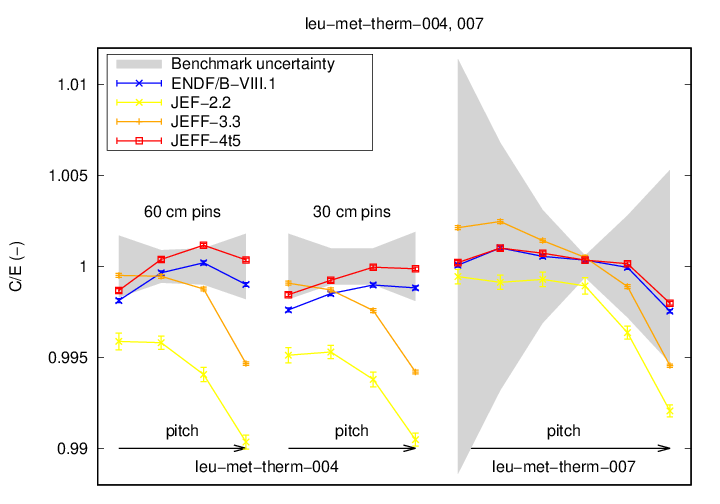 leu−met−therm−004, 007
Benchmark uncertainty
ENDF/B−VIII.1
JEF−2.2
JEFF−3.3
JEFF−4t5
1.01
1.005
1
0.995
0.99
C/E (−)
60 cm pins
30 cm pins
pitch
pitch
pitch
leu−met−therm−004
leu−met−therm−007